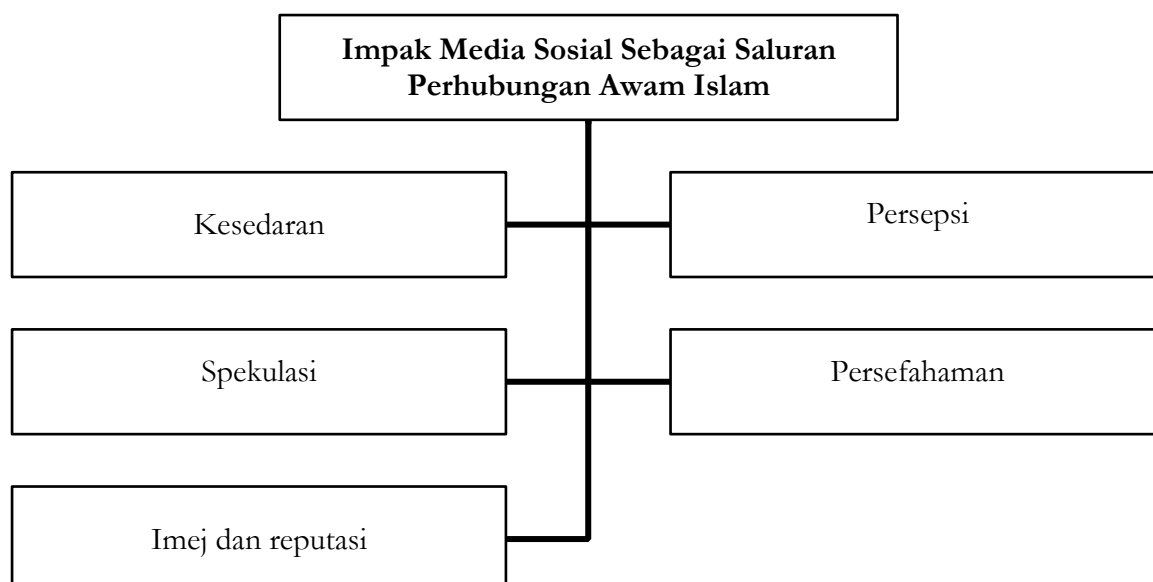 Impak Media Sosial Sebagai Saluran
Perhubungan Awam Islam
Kesedaran
Persepsi
Spekulasi
Persefahaman
Imej dan reputasi